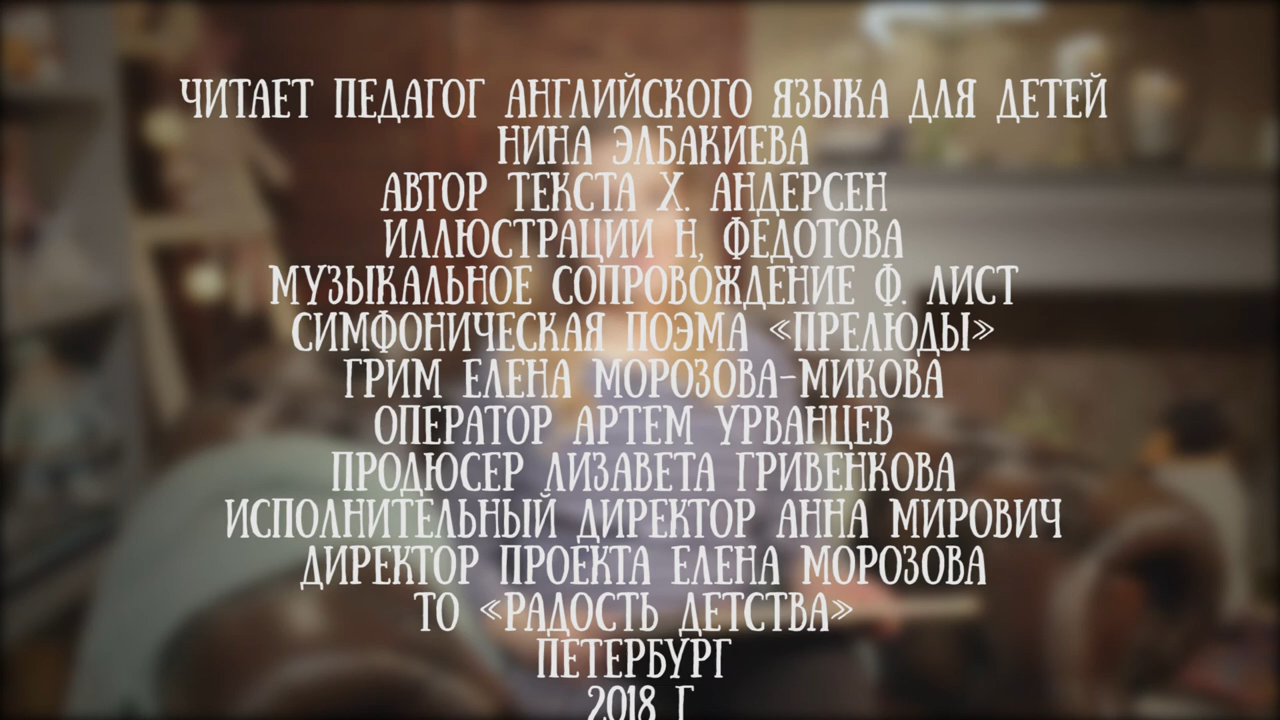 ЧИТАЕТ ПЕДАГОГ АНГЛИЙСКОГО ЯЗЫКА ДЛЯ ДЕТЕЙ
НИНА ЭЛБАКИЕВА
АВТОР ТЕКСТА Х. АНДЕРСЕН
ИЛЛЮСТРАЦИИ Н, ФЕДОТОВА
МУЗЫКАЛЬНОЕ СОПРОВОЖДЕНИЕ Ф. ЛИСТ
СИМФОНИЧЕСКАЯ ПОЭМА «ПРЕЛЮДЫ»
ГРИМ ЕЛЕНА МОРОЗОВА-МИКОВА
ОПЕРАТОР АРТЕМ УРВАНЦЕВ
ПРОДЮСЕР ЛИЗАВЕТА ГРИВЕНКОВА
ИСПОЛНИТЕЛЬНЫЙ ДИРЕКТОР АННА МИРОВИЧ
ДИРЕКТОР ПРОЕКТА ЕЛЕНА МОРОЗОВА
ТО «РАДОСТЬ ДЕТСТВА»
ПЕТЕРБУРГ
2018 Г